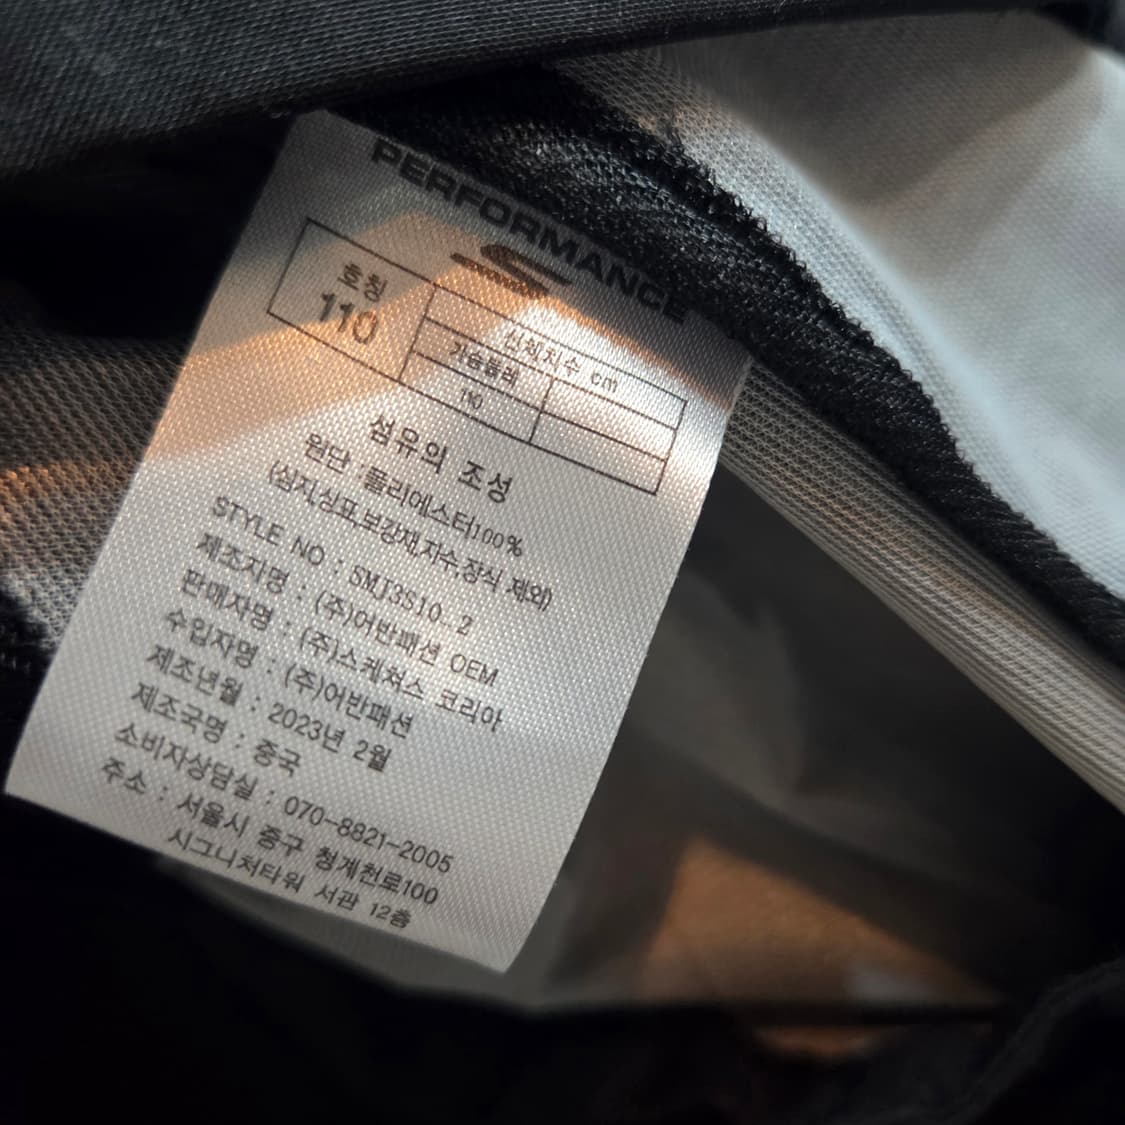 PERFORMANCE
호칭
110
신체치수 cm
가슴둘레
110
섬유의 조성
원단 : 폴리에스터100%
(심지,상표,보강재,자수,장식 제외)
STYLE NO : SMJ3S10. 2
제조자명 : (주)어반패션 OEM
판매자명 : (주)스케쳐스 코리아
수입자명 : (주)어반패션
제조년월 : 2023년 2월
제조국명 : 중국
소비자상담실 : 070-8821-2005
주소 : 서울시 중구 청계천로100
시그니처타워 서관 12층